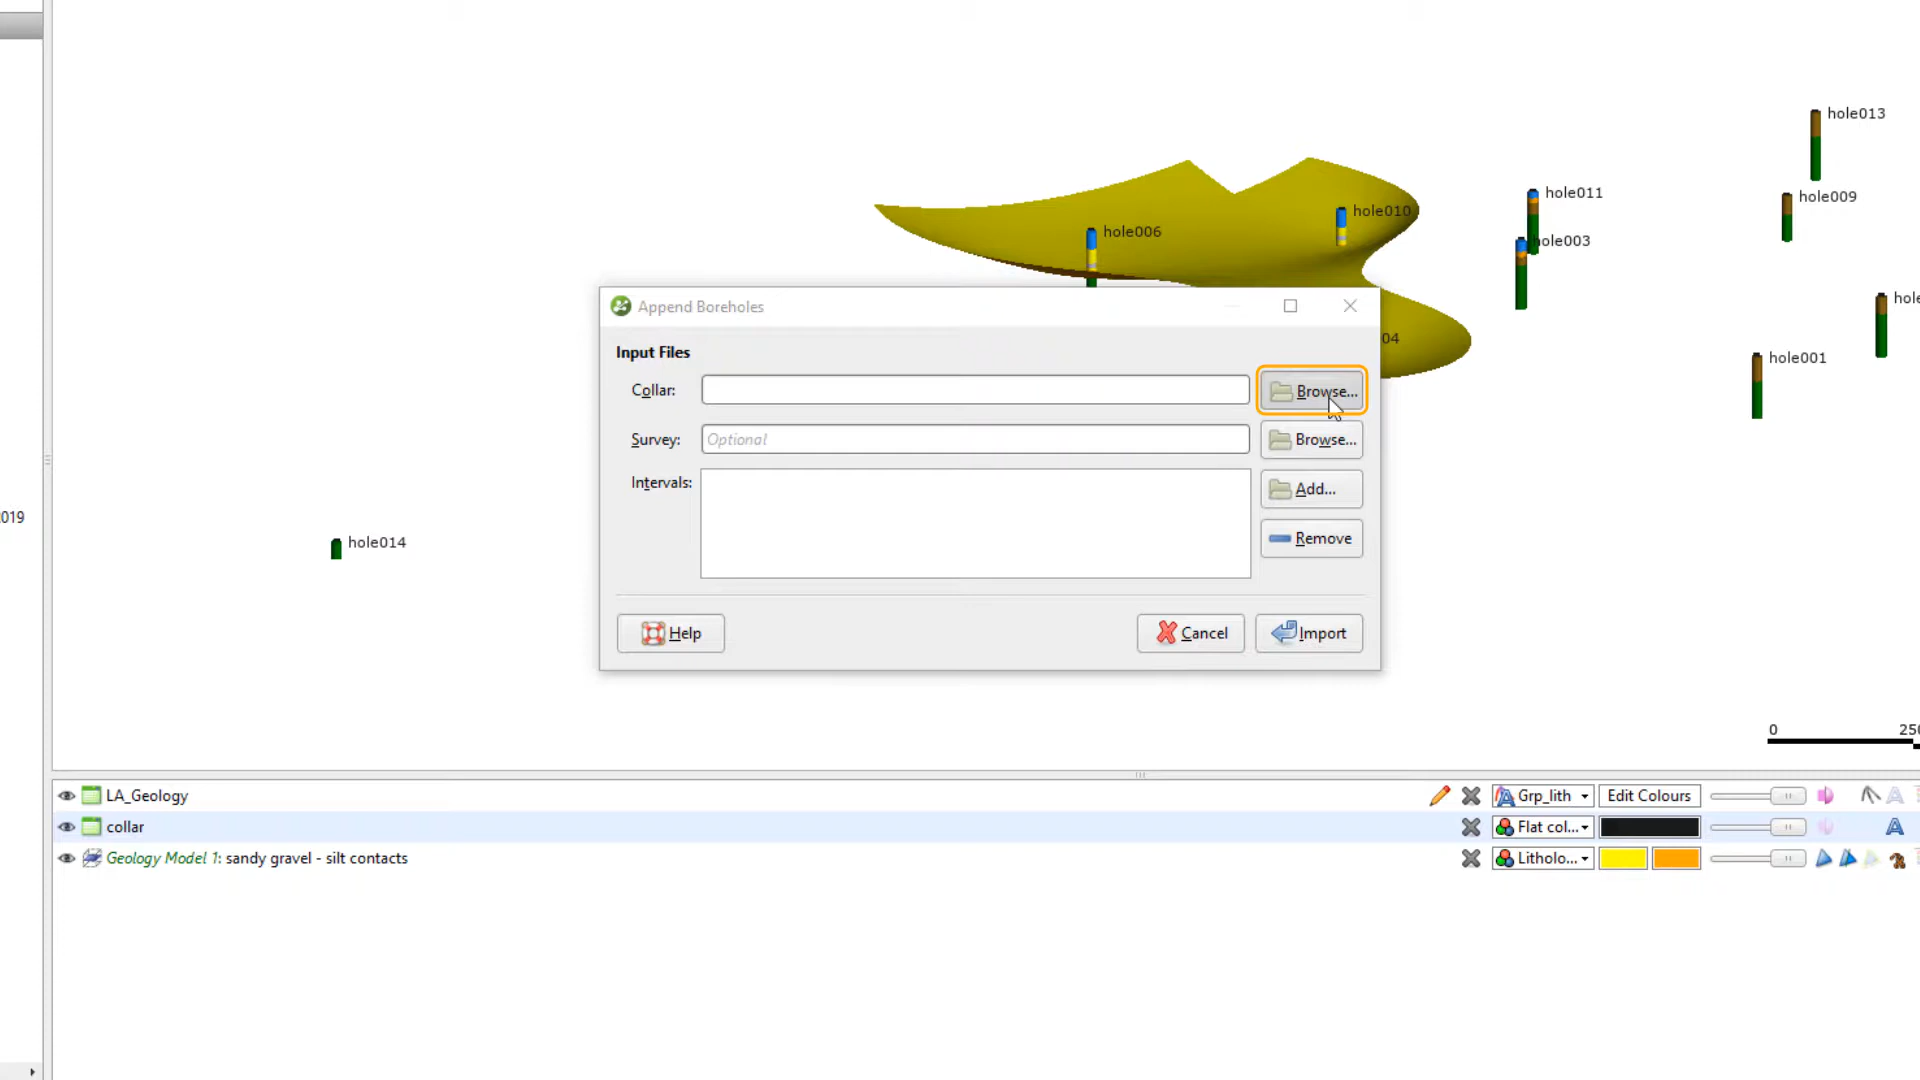 hole013
hole011
hole009
hole010
hole006
hole003
hole
Append Boreholes
04
Input Files
hole001
Collar:
Browse...
Survey:
Optional
Browse...
Intervals:
Add...
019
Remove
hole014
Help
Cancel
Import
0
250
LA_Geology
Grp_lith
Edit Colours
collar
Flat col...
Geology Model 1: sandy gravel - silt contacts
Litholo...